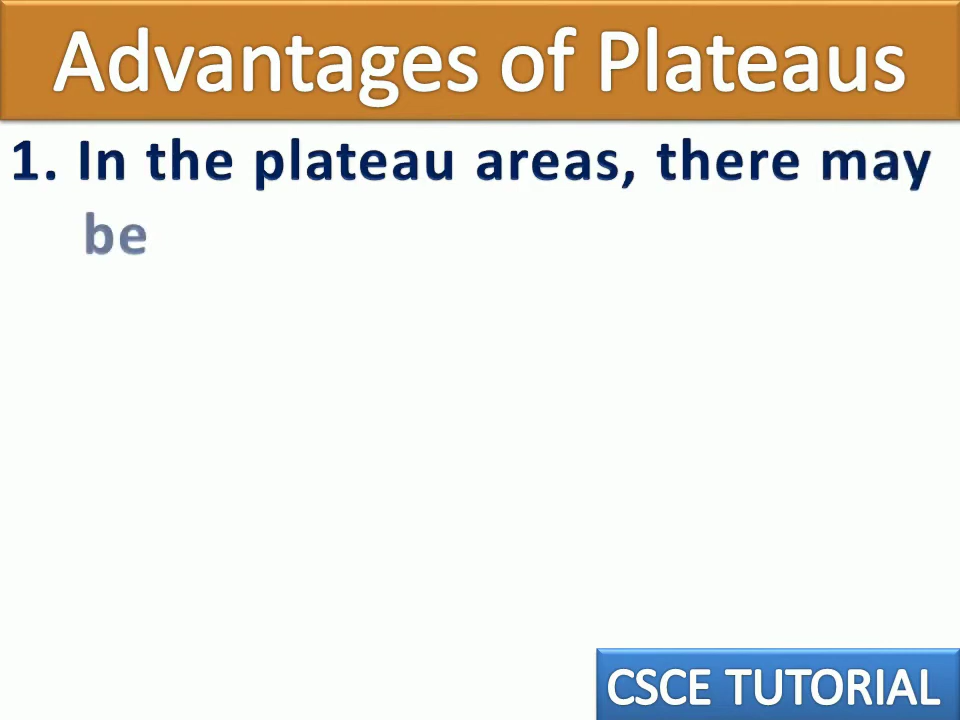 Advantages of Plateaus
1. In the plateau areas, there may
be
CSCE TUTORIAL